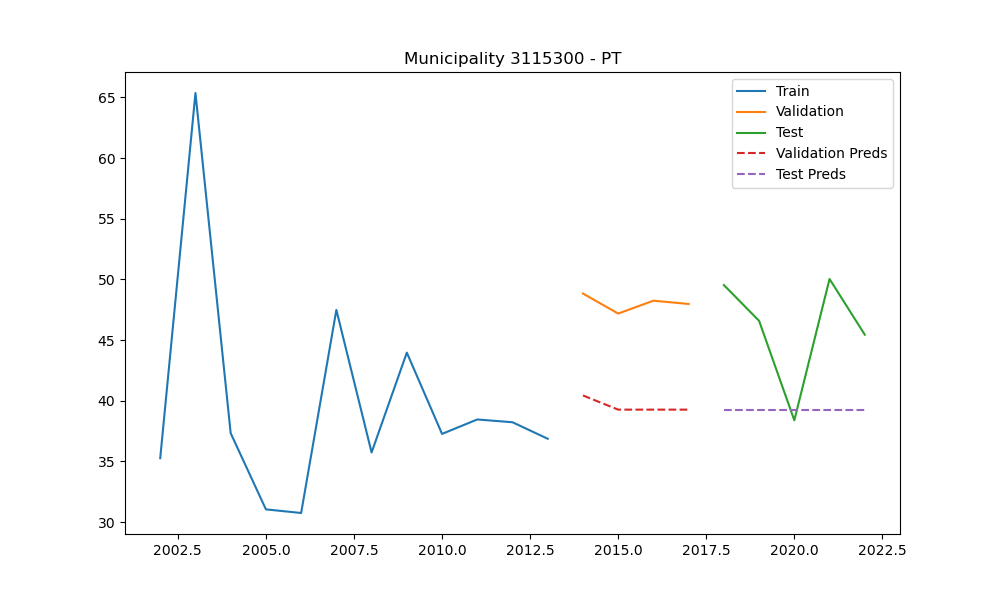 Municipality 3115300 - PT
65
60
55
50
45
40
35
30
2002.5 2005.0 2007.5 2010.0 2012.5 2015.0 2017.5 2020.0 2022.5
Train
Validation
Test
Validation Preds
Test Preds